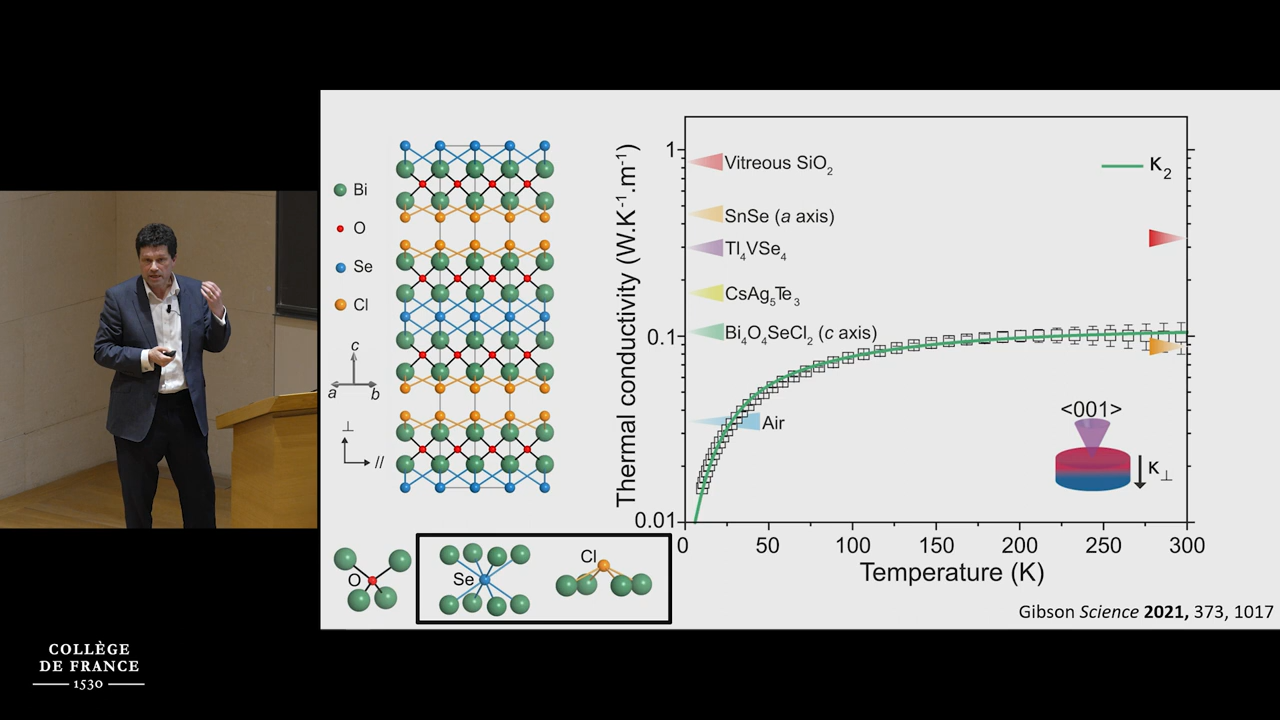 Bi
O
Se
Cl
c
a
b
⊥
//
O
Se
Cl
Thermal conductivity (W.K⁻¹.m⁻¹)
1
0.1
0.01
Vitreous SiO₂
SnSe (a axis)
Tl₄VSe₄
CsAg₅Te₃
Bi₄O₄SeCl₂ (c axis)
Air
K₂
<001>
κ⊥
0 50 100 150 200 250 300
Temperature (K)
Gibson Science 2021, 373, 1017
COLLÈGE
DE FRANCE
1530